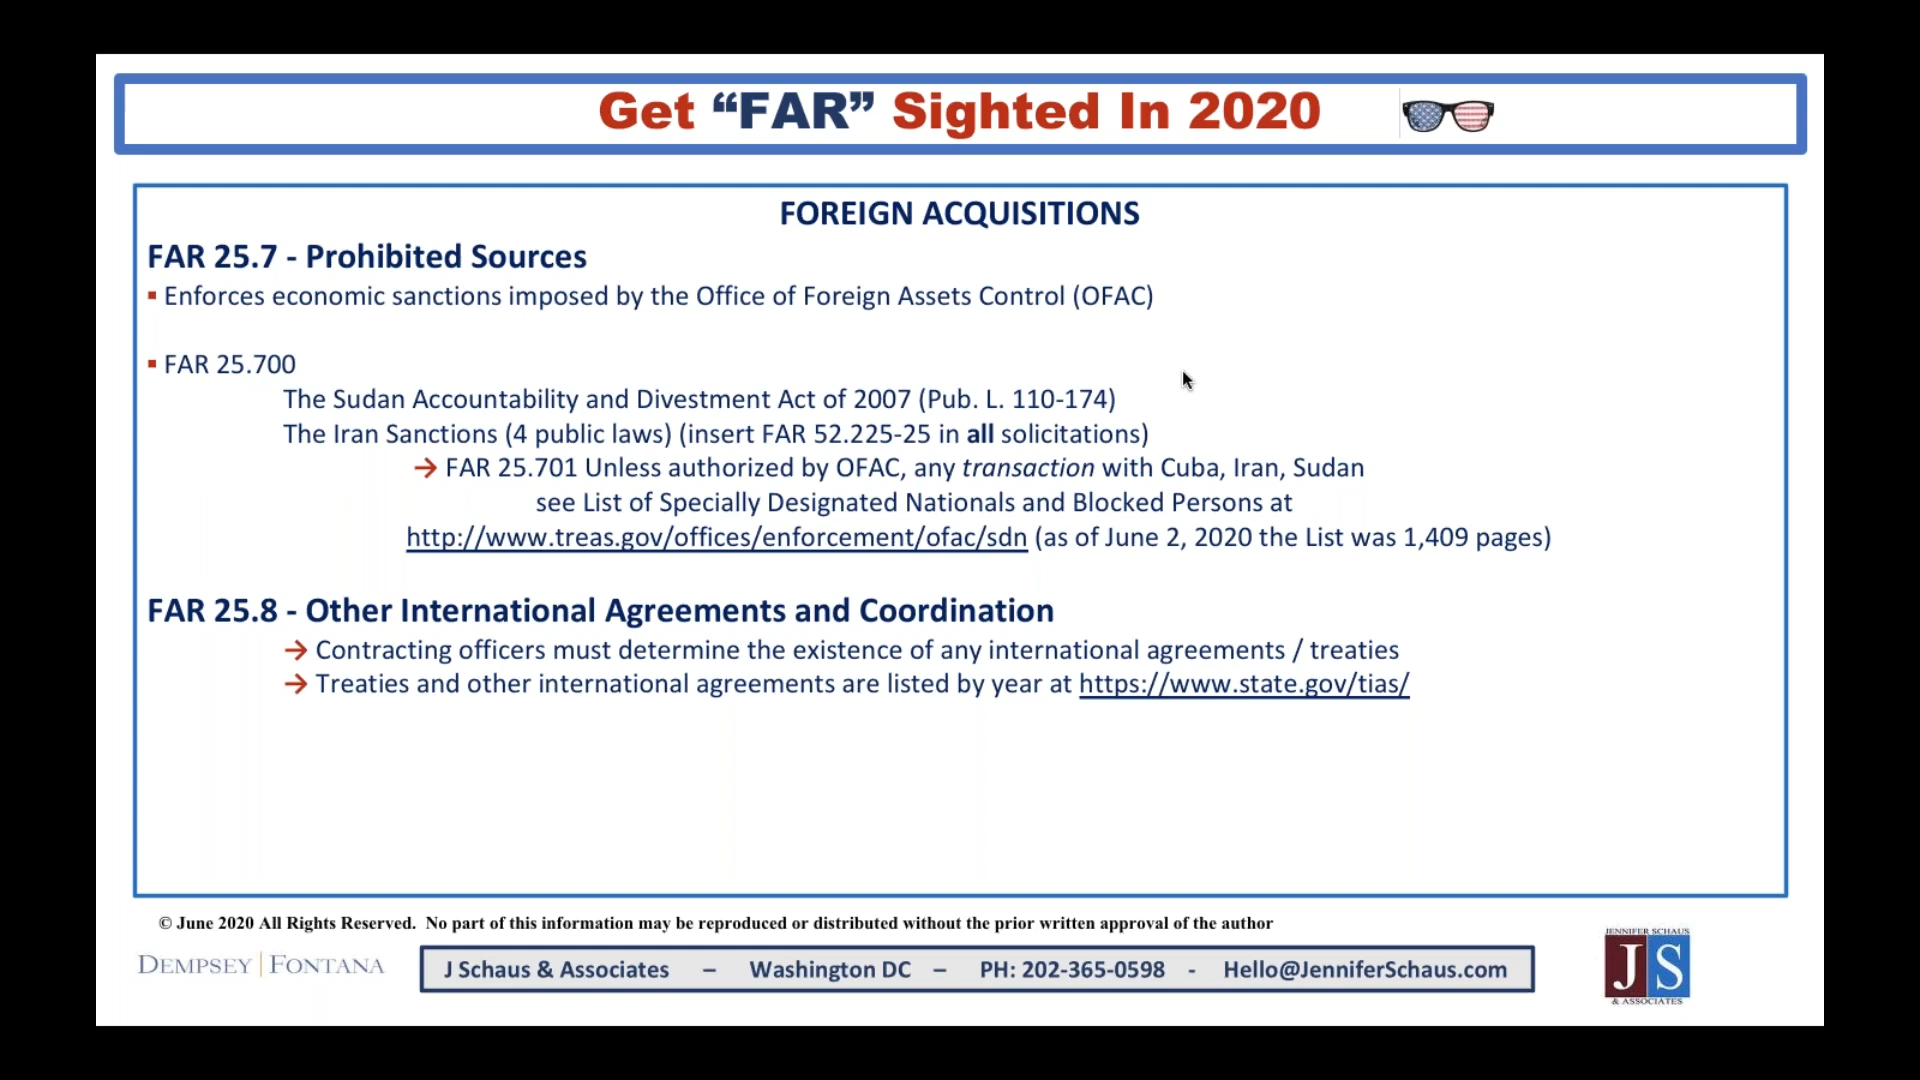 Get “FAR” Sighted In 2020
FOREIGN ACQUISITIONS
FAR 25.7 - Prohibited Sources
▪ Enforces economic sanctions imposed by the Office of Foreign Assets Control (OFAC)
▪ FAR 25.700
The Sudan Accountability and Divestment Act of 2007 (Pub. L. 110-174)
The Iran Sanctions (4 public laws) (insert FAR 52.225-25 in all solicitations)
→ FAR 25.701 Unless authorized by OFAC, any transaction with Cuba, Iran, Sudan
see List of Specially Designated Nationals and Blocked Persons at
http://www.treas.gov/offices/enforcement/ofac/sdn (as of June 2, 2020 the List was 1,409 pages)
FAR 25.8 - Other International Agreements and Coordination
→ Contracting officers must determine the existence of any international agreements / treaties
→ Treaties and other international agreements are listed by year at https://www.state.gov/tias/
© June 2020 All Rights Reserved. No part of this information may be reproduced or distributed without the prior written approval of the author
DEMPSEY | FONTANA
J Schaus & Associates – Washington DC – PH: 202-365-0598 - Hello@JenniferSchaus.com
JENNIFER SCHAUS
JS
& ASSOCIATES